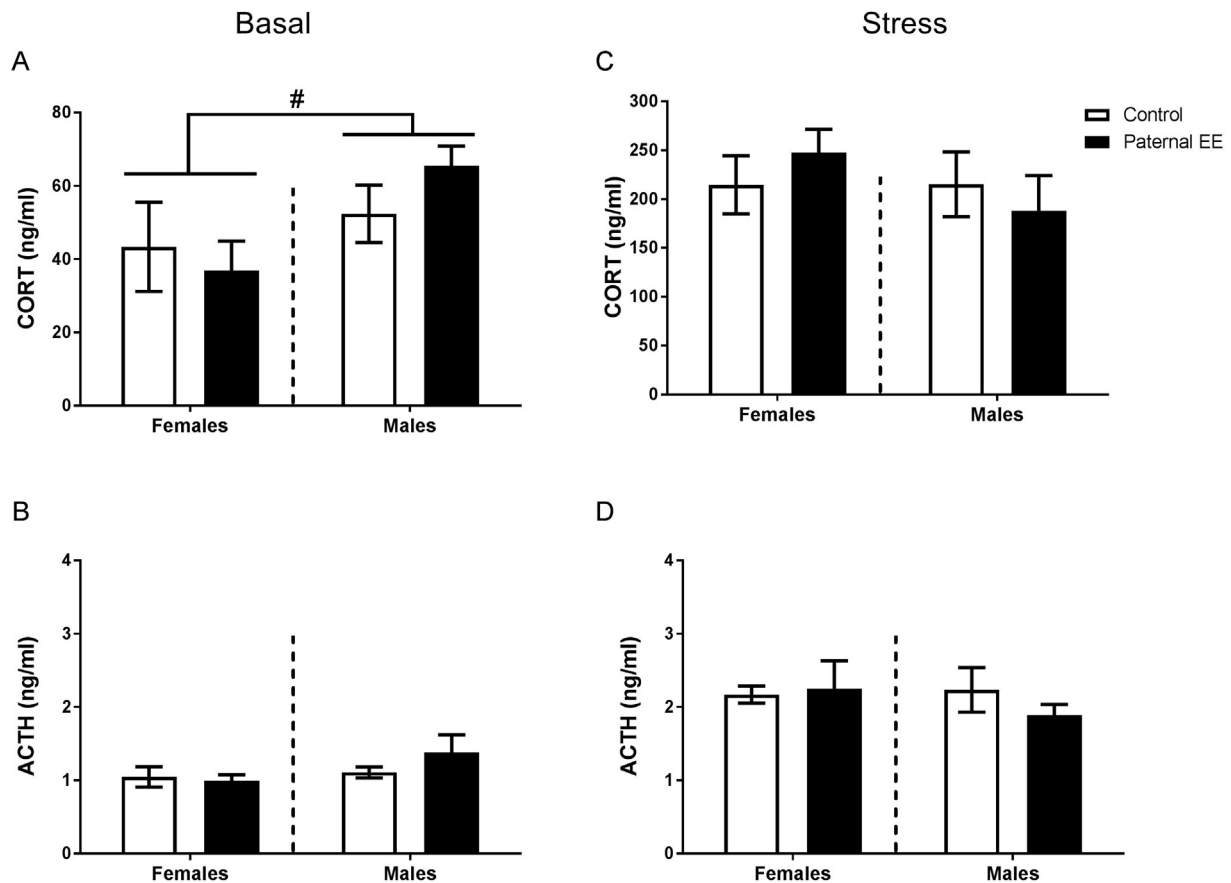 Basal
Stress
A
#
80
60
40
20
0
CORT (ng/ml)
Females
Males
C
300
250
200
150
100
50
0
CORT (ng/ml)
Females
Males
Control
Paternal EE
B
4
3
2
1
0
ACTH (ng/ml)
Females
Males
D
4
3
2
1
0
ACTH (ng/ml)
Females
Males